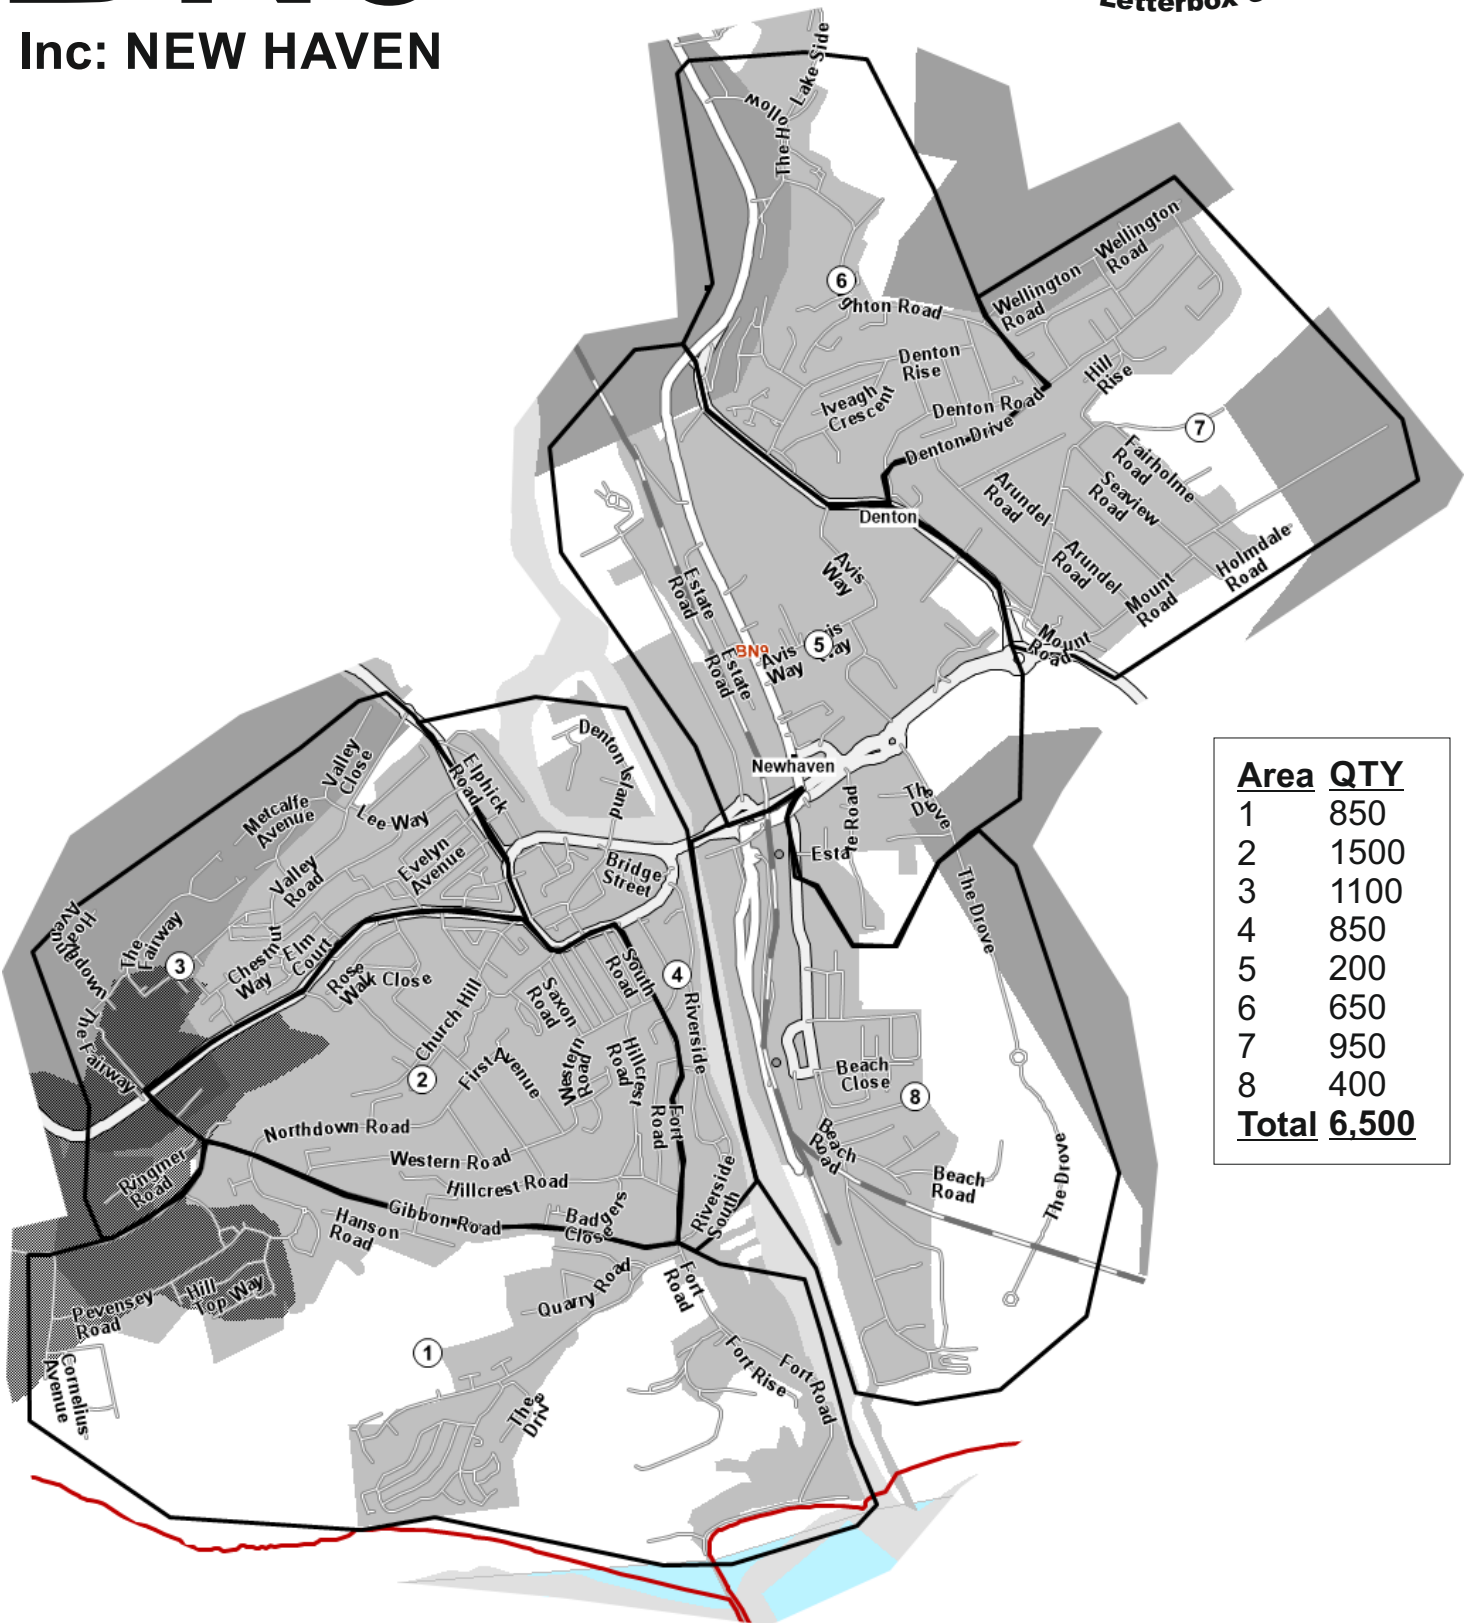 Letterbox
Inc: NEW HAVEN
Lake Side
The Hollow
Wellington
Road
Wellington
Road
6
ghton Road
Denton
Rise
Hill
Rise
Iveagh
Crescent
Denton Road
7
Denton Drive
Fairholme
Road
Seaview
Road
Arundel
Road
Denton
Holmdale
Road
Avis
Way
Arundel
Road
Mount
Road
Estate
Road
Mount
Road
5
BN9
Avis
Way
Estate
Road
Denton Island
Newhaven
Valley
Close
Elphick
Road
Metcalfe
Avenue
Lee Way
The
Drove
Estate Road
Evelyn
Avenue
Bridge
Street
Valley
Road
The Drove
Hoathdown
Avenue
The
Fairway
3
Chestnut
Way
Elm
Court
Rose
Walk Close
South
Road
4
Saxon
Road
Church Hill
Riverside
The Fairway
First Avenue
Western
Road
Hillcrest
Road
Beach
Close
2
8
Northdown Road
Fort
Road
Beach
Road
Western Road
Ringmer
Road
Hillcrest Road
Riverside
South
Beach
Road
The Drove
Gibbon Road
Hanson
Road
Badgers
Close
Quarry Road
Fort
Road
Hill
Top Way
Pevensey
Road
1
Fort Rise
Fort Road
Cornelius
Avenue
The
Drive
Area QTY
1 850
2 1500
3 1100
4 850
5 200
6 650
7 950
8 400
Total 6,500